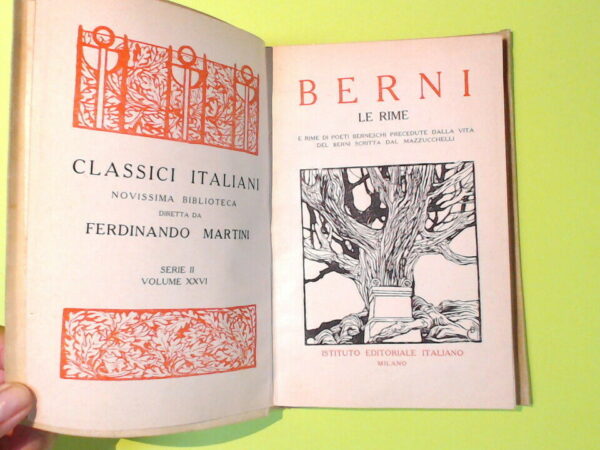 CLASSICI ITALIANI
NOVISSIMA BIBLIOTECA
DIRETTA DA
FERDINANDO MARTINI
SERIE II
VOLUME XXVI
BERNI
LE RIME
E RIME DI POETI BERNESCHI PRECEDUTE DALLA VITA
DEL BERNI SCRITTA DAL MAZZUCCHELLI
ISTITUTO EDITORIALE ITALIANO
MILANO